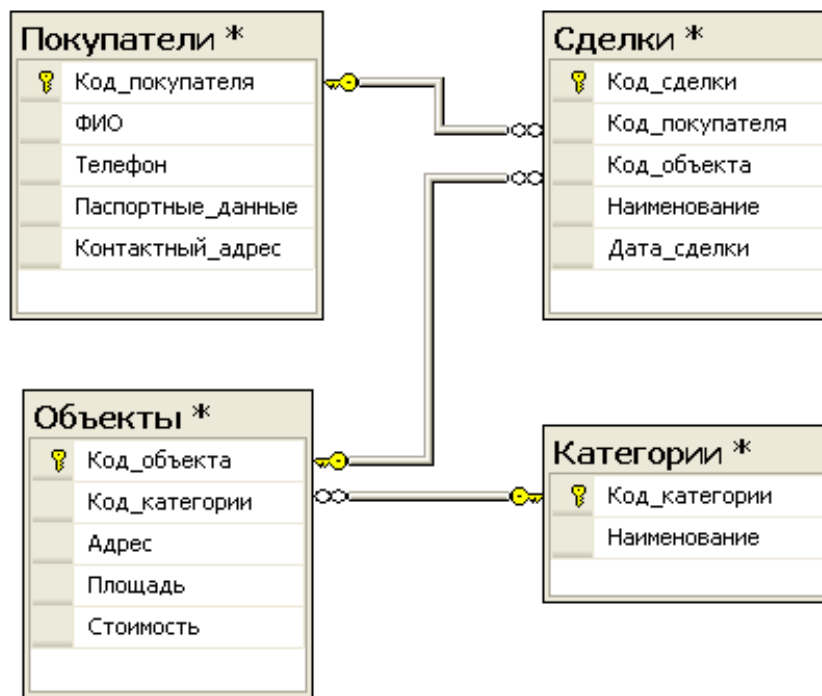 Покупатели *
Код_покупателя
ФИО
Телефон
Паспортные_данные
Контактный_адрес
Сделки *
Код_сделки
Код_покупателя
Код_объекта
Наименование
Дата_сделки
Объекты *
Код_объекта
Код_категории
Адрес
Площадь
Стоимость
Категории *
Код_категории
Наименование